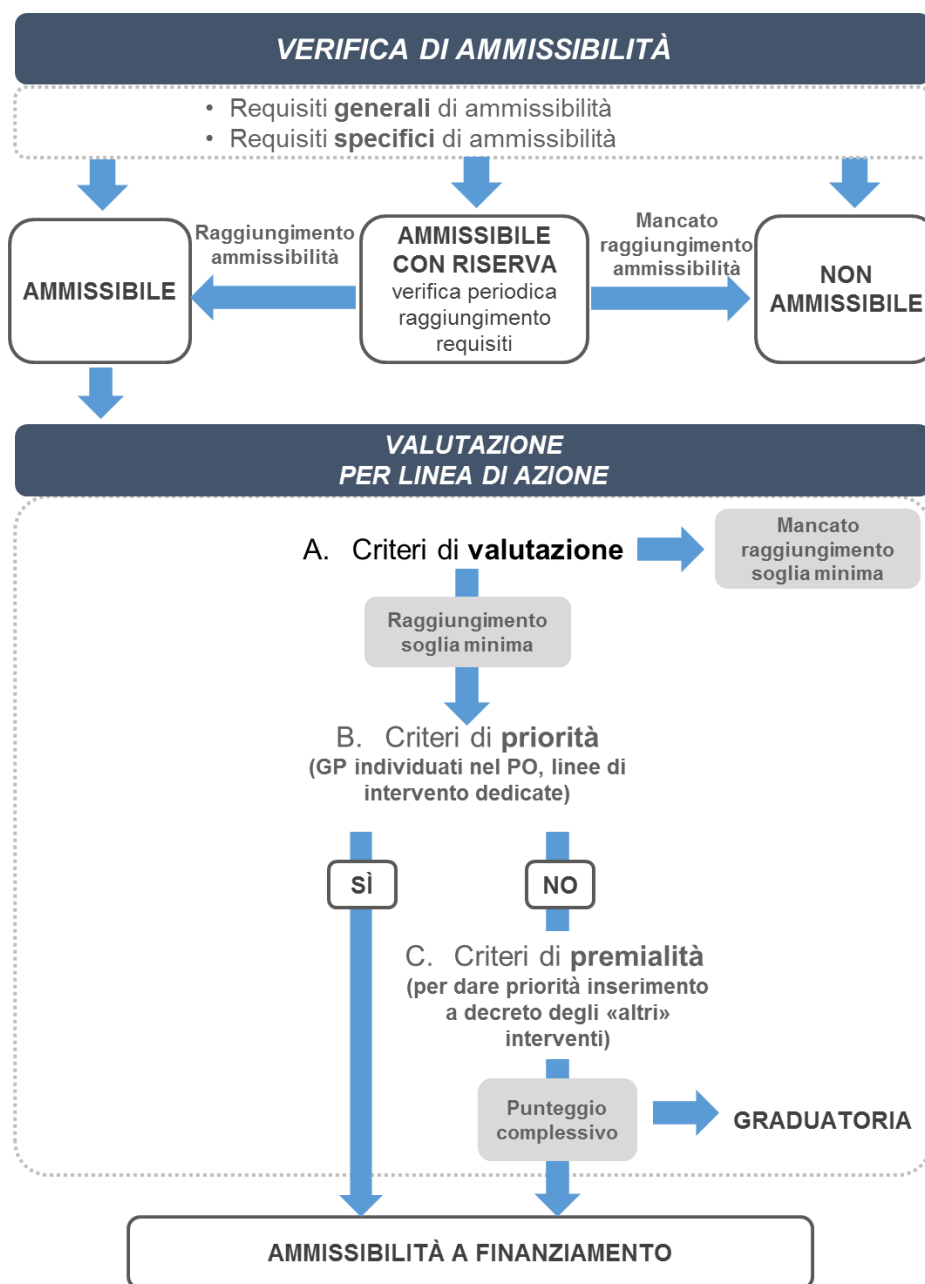 VERIFICA DI AMMISSIBILITÀ
• Requisiti generali di ammissibilità
• Requisiti specifici di ammissibilità
AMMISSIBILE
Raggiungimento
ammissibilità
AMMISSIBILE
CON RISERVA
verifica periodica
raggiungimento
requisiti
Mancato
raggiungimento
ammissibilità
NON
AMMISSIBILE
VALUTAZIONE
PER LINEA DI AZIONE
A. Criteri di valutazione
Mancato
raggiungimento
soglia minima
Raggiungimento
soglia minima
B. Criteri di priorità
(GP individuati nel PO, linee di
intervento dedicate)
SÌ
NO
C. Criteri di premialità
(per dare priorità inserimento
a decreto degli «altri»
interventi)
Punteggio
complessivo
GRADUATORIA
AMMISSIBILITÀ A FINANZIAMENTO